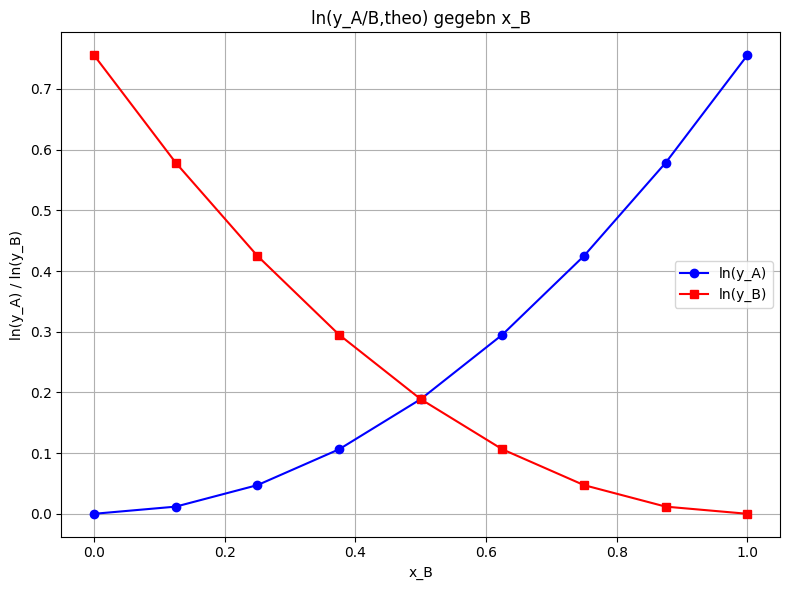 ln(y_A/B,theo) gegebn x_B
ln(y_A) / ln(y_B)
0.7
0.6
0.5
0.4
0.3
0.2
0.1
0.0
ln(y_A)
ln(y_B)
0.0 0.2 0.4 0.6 0.8 1.0
x_B